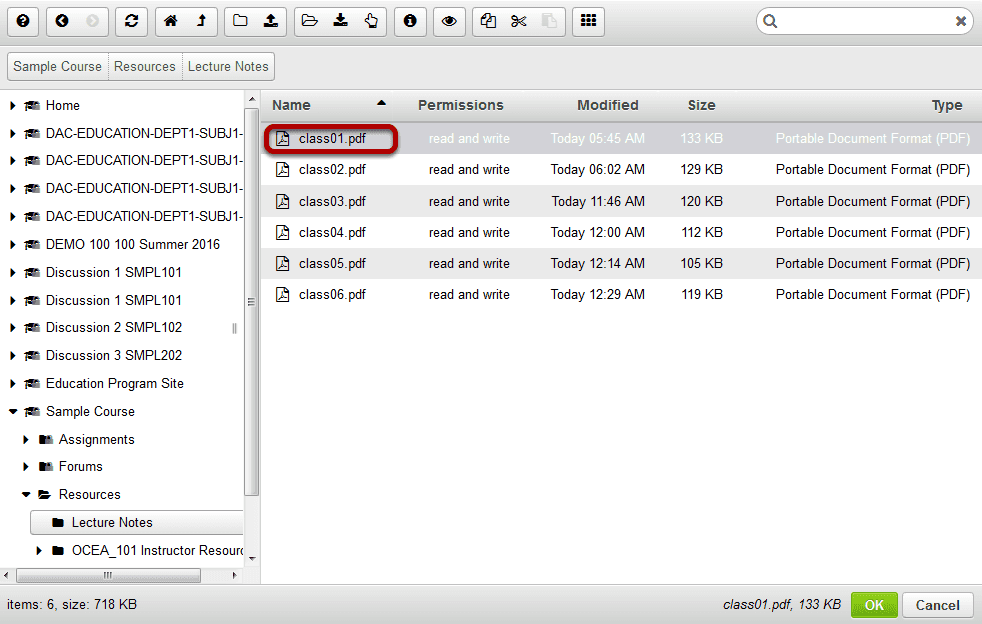 Sample Course Resources Lecture Notes
Home
DAC-EDUCATION-DEPT1-SUBJ1-
DAC-EDUCATION-DEPT1-SUBJ1-
DAC-EDUCATION-DEPT1-SUBJ1-
DAC-EDUCATION-DEPT1-SUBJ1-
DEMO 100 100 Summer 2016
Discussion 1 SMPL101
Discussion 1 SMPL101
Discussion 2 SMPL102
Discussion 3 SMPL202
Education Program Site
Sample Course
Assignments
Forums
Resources
Lecture Notes
OCEA_101 Instructor Resourc
Name Permissions Modified Size Type
class01.pdf read and write Today 05:45 AM 133 KB Portable Document Format (PDF)
class02.pdf read and write Today 06:02 AM 129 KB Portable Document Format (PDF)
class03.pdf read and write Today 11:46 AM 120 KB Portable Document Format (PDF)
class04.pdf read and write Today 12:00 AM 112 KB Portable Document Format (PDF)
class05.pdf read and write Today 12:14 AM 105 KB Portable Document Format (PDF)
class06.pdf read and write Today 12:29 AM 119 KB Portable Document Format (PDF)
items: 6, size: 718 KB class01.pdf, 133 KB OK Cancel